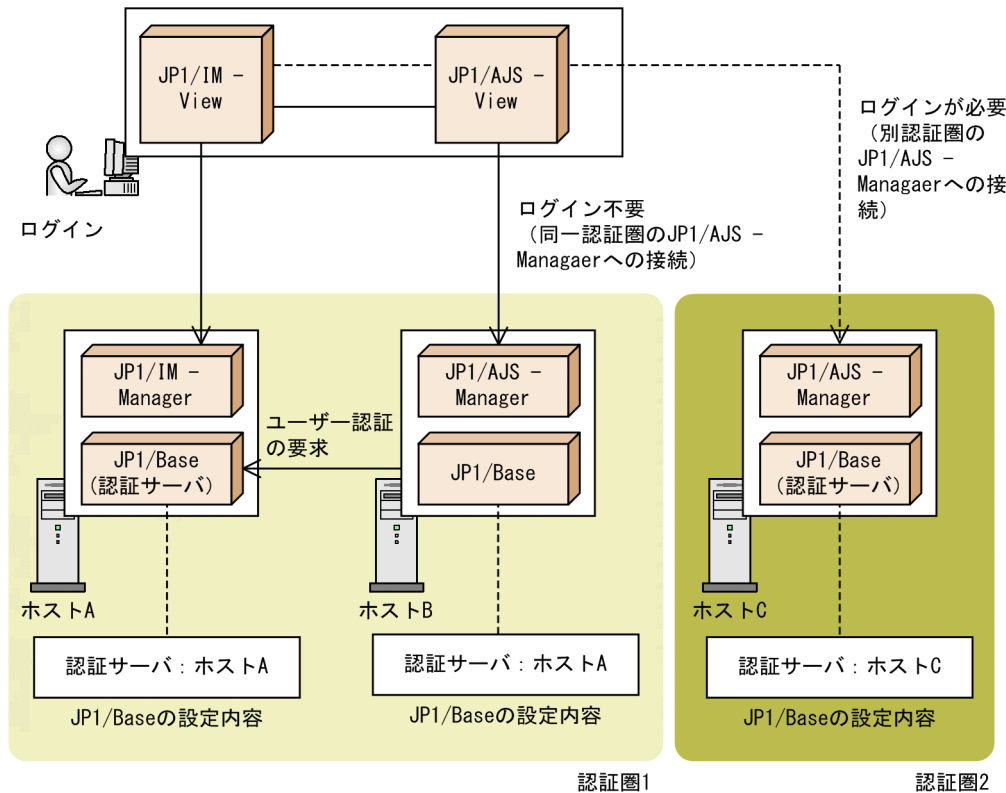 JP1/IM －
View
JP1/AJS －
View
ログイン
ログインが必要
（別認証圏の
JP1/AJS －
Managaerへの接
続）
ログイン不要
（同一認証圏のJP1/AJS －
Managaerへの接続）
JP1/IM －
Manager
JP1/Base
（認証サーバ）
ホストA
認証サーバ：ホストA
JP1/Baseの設定内容
ユーザー認証
の要求
JP1/AJS －
Manager
JP1/Base
ホストB
認証サーバ：ホストA
JP1/Baseの設定内容
認証圏1
JP1/AJS －
Manager
JP1/Base
（認証サーバ）
ホストC
認証サーバ：ホストC
JP1/Baseの設定内容
認証圏2